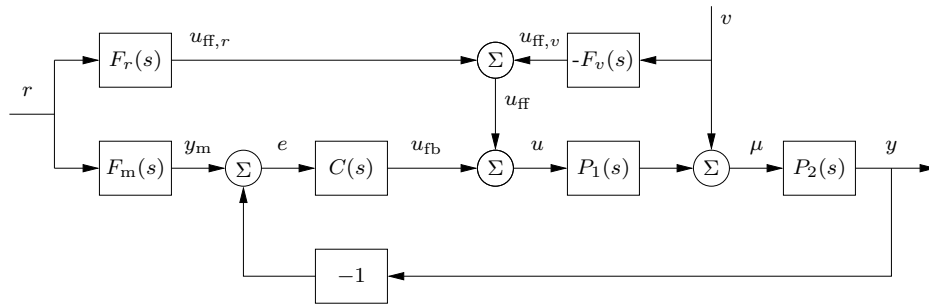 v
u_ff,r
u_ff,v
F_r(s)
Σ
-F_v(s)
r
u_ff
y_m
e
u_fb
u
μ
y
F_m(s)
Σ
C(s)
Σ
P_1(s)
Σ
P_2(s)
−1